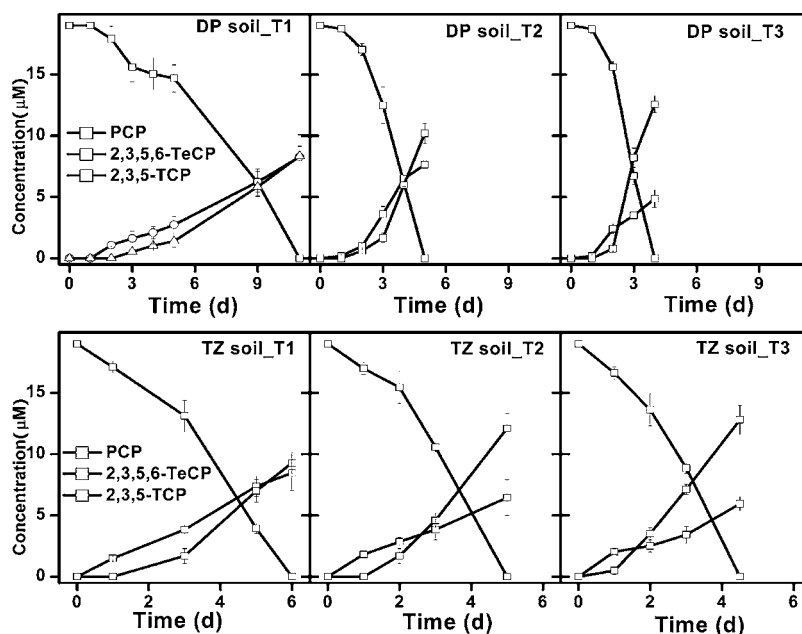 DP soil_T1
DP soil_T2
DP soil_T3
Concentration(μM)
15
10
5
0
PCP
2,3,5,6-TeCP
2,3,5-TCP
0 3 6 9
0 3 6 9
0 3 6 9
Time (d)
Time (d)
Time (d)
TZ soil_T1
TZ soil_T2
TZ soil_T3
Concentration(μM)
15
10
5
0
PCP
2,3,5,6-TeCP
2,3,5-TCP
0 2 4 6
0 2 4 6
0 2 4 6
Time (d)
Time (d)
Time (d)